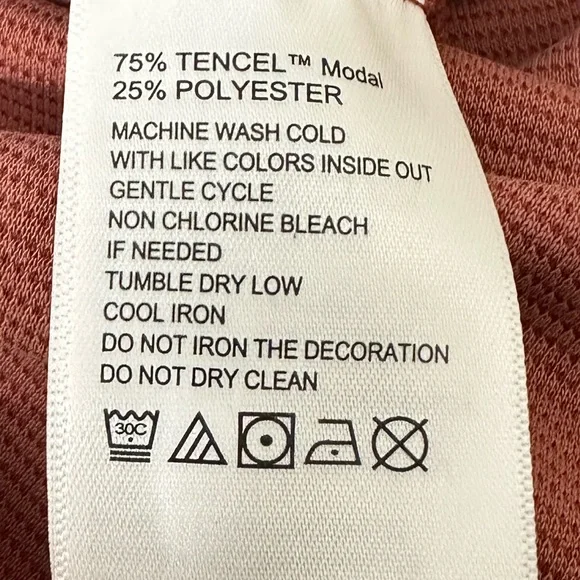 75% TENCEL™ Modal
25% POLYESTER
MACHINE WASH COLD
WITH LIKE COLORS INSIDE OUT
GENTLE CYCLE
NON CHLORINE BLEACH
IF NEEDED
TUMBLE DRY LOW
COOL IRON
DO NOT IRON THE DECORATION
DO NOT DRY CLEAN
30C